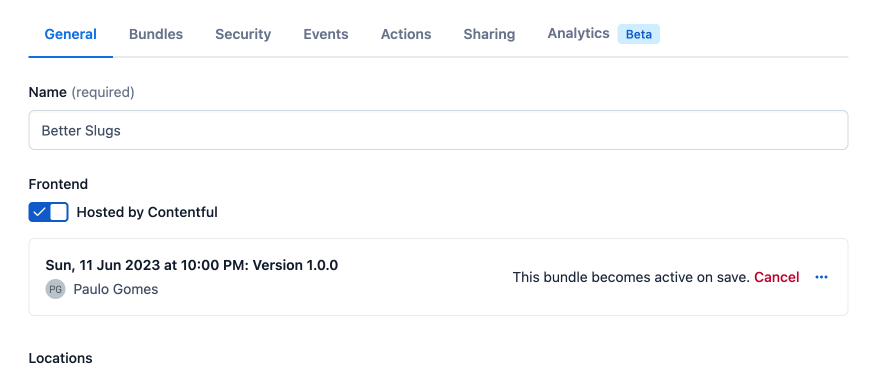 General Bundles Security Events Actions Sharing Analytics Beta
Name (required)
Better Slugs
Frontend
Hosted by Contentful
Sun, 11 Jun 2023 at 10:00 PM: Version 1.0.0
This bundle becomes active on save. Cancel ···
PG Paulo Gomes
Locations